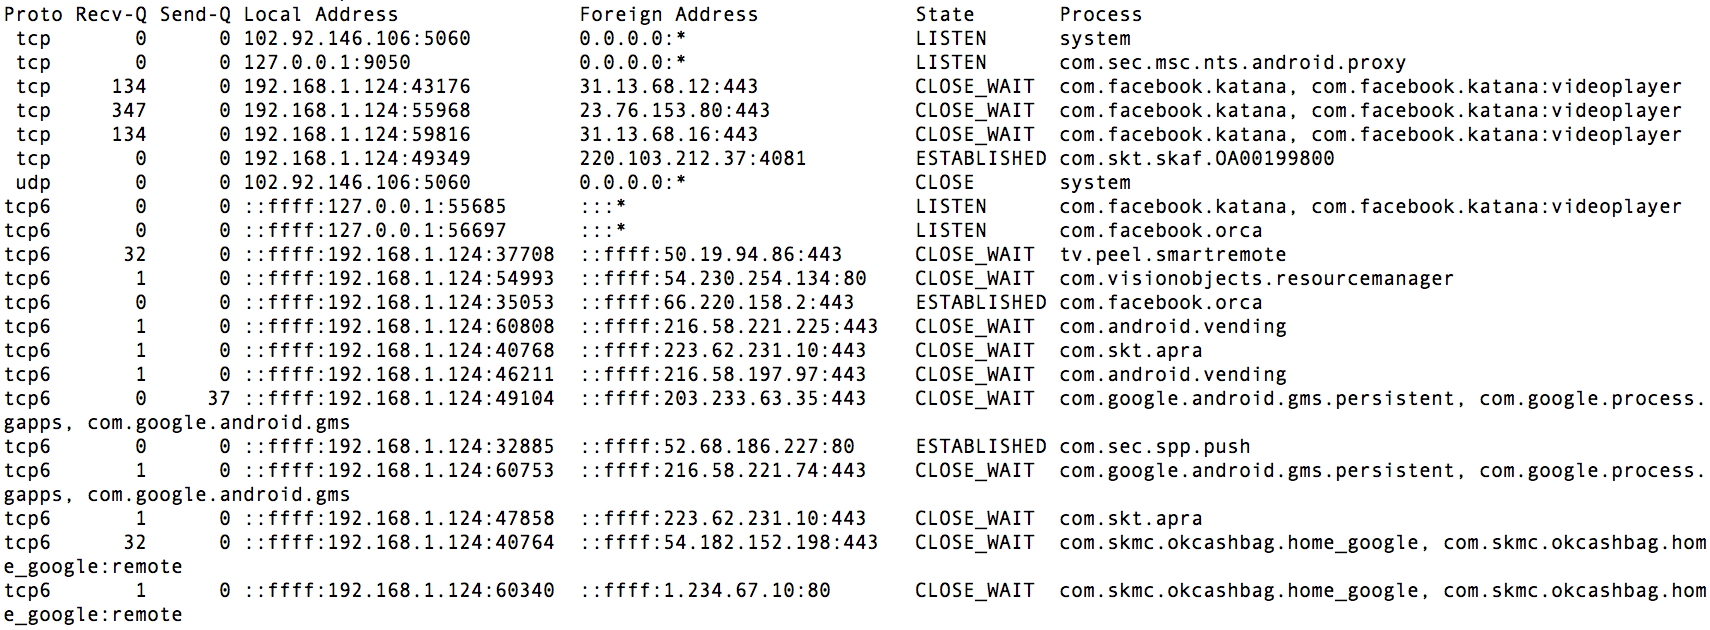 Proto Recv-Q Send-Q Local Address Foreign Address State Process
tcp 0 0 102.92.146.106:5060 0.0.0.0:* LISTEN system
tcp 0 0 127.0.0.1:9050 0.0.0.0:* LISTEN com.sec.msc.nts.android.proxy
tcp 134 0 192.168.1.124:43176 31.13.68.12:443 CLOSE_WAIT com.facebook.katana, com.facebook.katana:videoplayer
tcp 347 0 192.168.1.124:55968 23.76.153.80:443 CLOSE_WAIT com.facebook.katana, com.facebook.katana:videoplayer
tcp 134 0 192.168.1.124:59816 31.13.68.16:443 CLOSE_WAIT com.facebook.katana, com.facebook.katana:videoplayer
tcp 0 0 192.168.1.124:49349 220.103.212.37:4081 ESTABLISHED com.skt.skaf.OA00199800
udp 0 0 102.92.146.106:5060 0.0.0.0:* CLOSE system
tcp6 0 0 ::ffff:127.0.0.1:55685 :::* LISTEN com.facebook.katana, com.facebook.katana:videoplayer
tcp6 0 0 ::ffff:127.0.0.1:56697 :::* LISTEN com.facebook.orca
tcp6 32 0 ::ffff:192.168.1.124:37708 ::ffff:50.19.94.86:443 CLOSE_WAIT tv.peel.smartremote
tcp6 1 0 ::ffff:192.168.1.124:54993 ::ffff:54.230.254.134:80 CLOSE_WAIT com.visionobjects.resourcemanager
tcp6 0 0 ::ffff:192.168.1.124:35053 ::ffff:66.220.158.2:443 ESTABLISHED com.facebook.orca
tcp6 1 0 ::ffff:192.168.1.124:60808 ::ffff:216.58.221.225:443 CLOSE_WAIT com.android.vending
tcp6 1 0 ::ffff:192.168.1.124:40768 ::ffff:223.62.231.10:443 CLOSE_WAIT com.skt.apra
tcp6 1 0 ::ffff:192.168.1.124:46211 ::ffff:216.58.197.97:443 CLOSE_WAIT com.android.vending
tcp6 0 37 ::ffff:192.168.1.124:49104 ::ffff:203.233.63.35:443 CLOSE_WAIT com.google.android.gms.persistent, com.google.process.
gapps, com.google.android.gms
tcp6 0 0 ::ffff:192.168.1.124:32885 ::ffff:52.68.186.227:80 ESTABLISHED com.sec.spp.push
tcp6 1 0 ::ffff:192.168.1.124:60753 ::ffff:216.58.221.74:443 CLOSE_WAIT com.google.android.gms.persistent, com.google.process.
gapps, com.google.android.gms
tcp6 1 0 ::ffff:192.168.1.124:47858 ::ffff:223.62.231.10:443 CLOSE_WAIT com.skt.apra
tcp6 32 0 ::ffff:192.168.1.124:40764 ::ffff:54.182.152.198:443 CLOSE_WAIT com.skmc.okcashbag.home_google, com.skmc.okcashbag.hom
e_google:remote
tcp6 1 0 ::ffff:192.168.1.124:60340 ::ffff:1.234.67.10:80 CLOSE_WAIT com.skmc.okcashbag.home_google, com.skmc.okcashbag.hom
e_google:remote